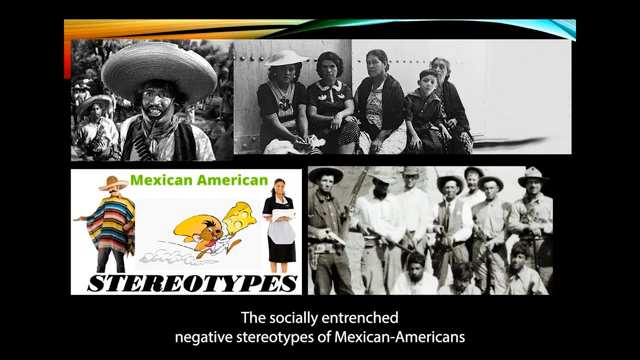 Mexican American
STEREOTYPES
The socially entrenched
negative stereotypes of Mexican-Americans